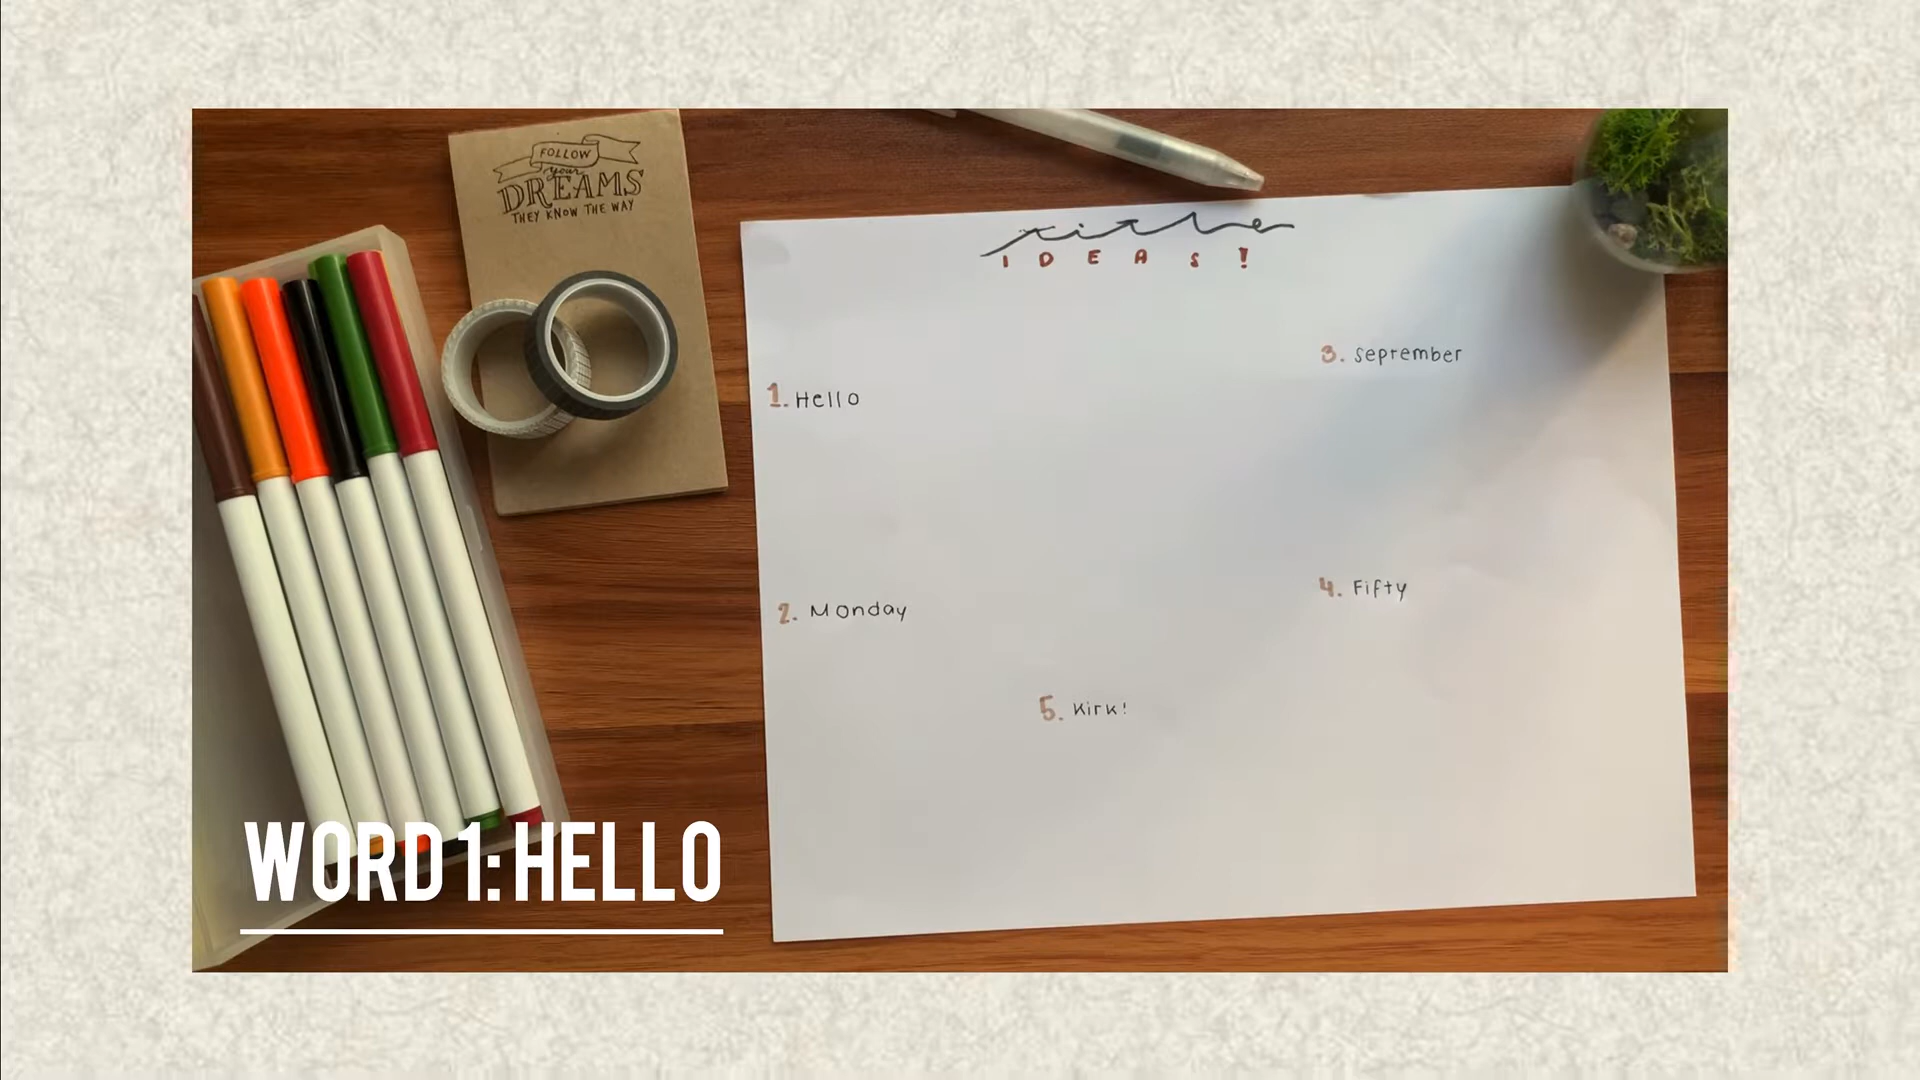 FOLLOW
your
DREAMS
THEY KNOW THE WAY
title
IDEAS!
1. Hello
2. Monday
3. September
4. Fifty
5. Kirk!
WORD 1: HELLO